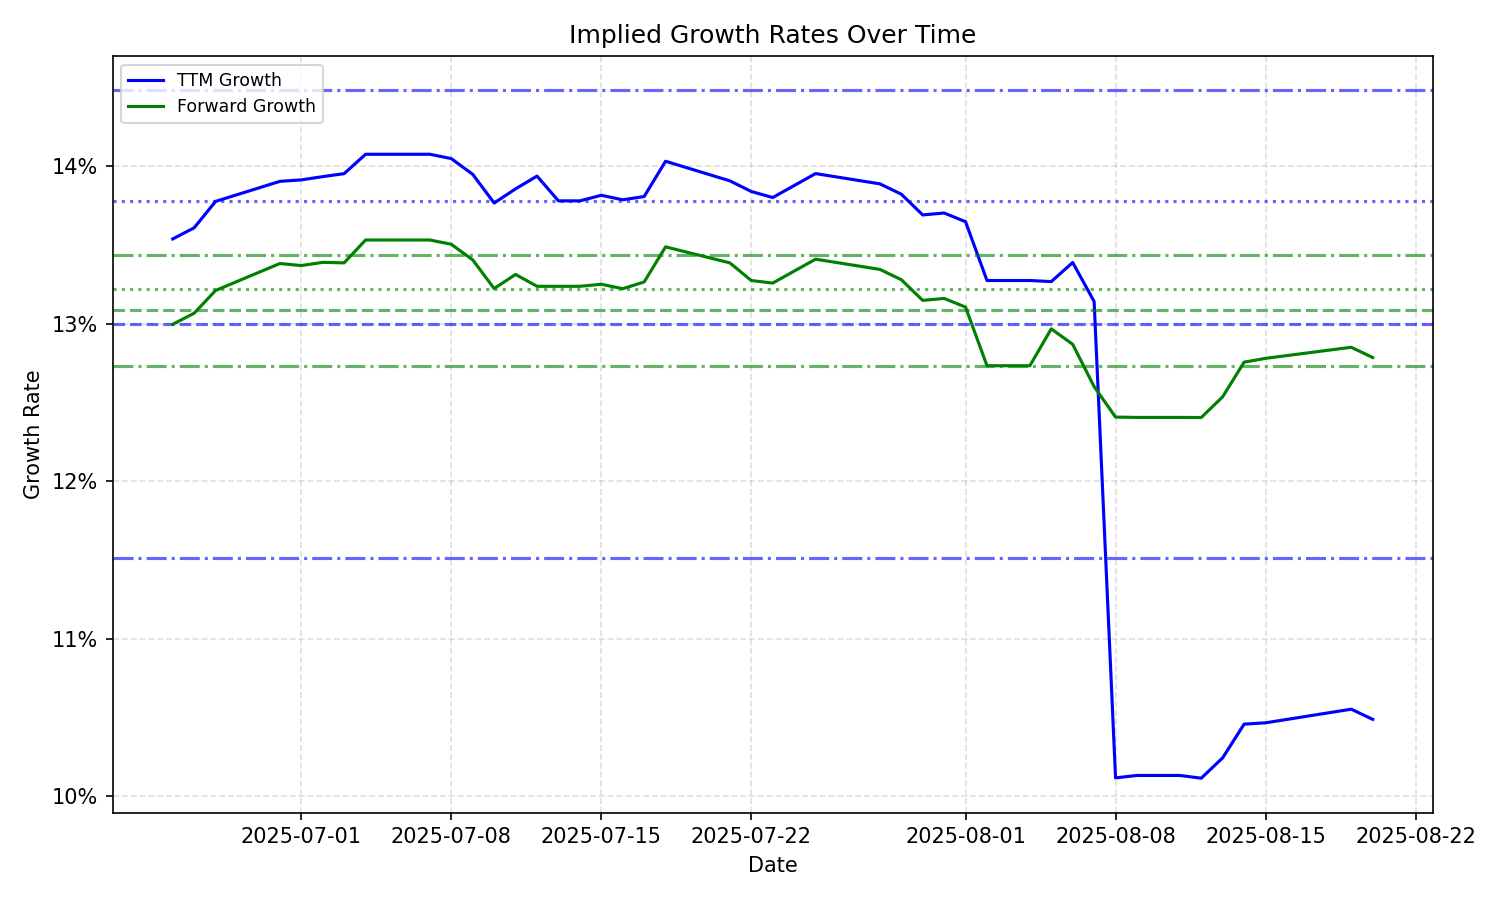 Implied Growth Rates Over Time
TTM Growth
Forward Growth
Growth Rate
14%
13%
12%
11%
10%
2025-07-01 2025-07-08 2025-07-15 2025-07-22 2025-08-01 2025-08-08 2025-08-15 2025-08-22
Date